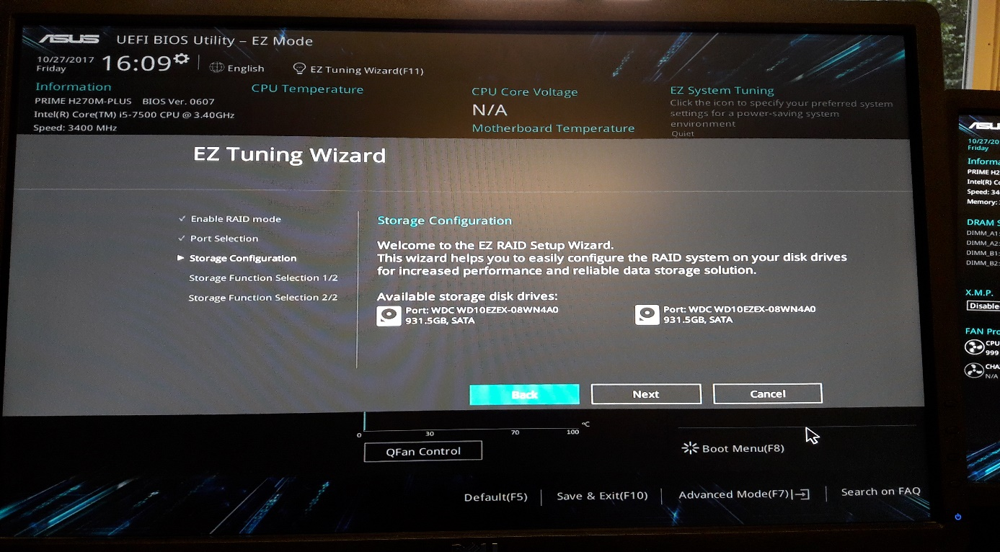 ASUS UEFI BIOS Utility – EZ Mode
10/27/2017
Friday
16:09
English
EZ Tuning Wizard(F11)
Information
PRIME H270M-PLUS BIOS Ver. 0607
Intel(R) Core(TM) i5-7500 CPU @ 3.40GHz
Speed: 3400 MHz
CPU Temperature
CPU Core Voltage
N/A
Motherboard Temperature
EZ System Tuning
Click the icon to specify your preferred system
settings for a power-saving system
environment
Quiet
EZ Tuning Wizard
Enable RAID mode
Port Selection
Storage Configuration
Storage Function Selection 1/2
Storage Function Selection 2/2
Storage Configuration
Welcome to the EZ RAID Setup Wizard.
This wizard helps you to easily configure the RAID system on your disk drives
for increased performance and reliable data storage solution.
Available storage disk drives:
Port: WDC WD10EZEX-08WN4A0
931.5GB, SATA
Port: WDC WD10EZEX-08WN4A0
931.5GB, SATA
Back
Next
Cancel
0 30 70 100 °C
QFan Control
Boot Menu(F8)
Default(F5)
Save & Exit(F10)
Advanced Mode(F7)
Search on FAQ
10/27/20
Friday
Informa
PRIME H2
Intel(R) Co
Speed: 34
Memory:
DRAM S
DIMM_A1:
DIMM_A2:
DIMM_B1:
DIMM_B2:
X.M.P.
Disable
FAN Pro
CPU
999
CHA
N/A